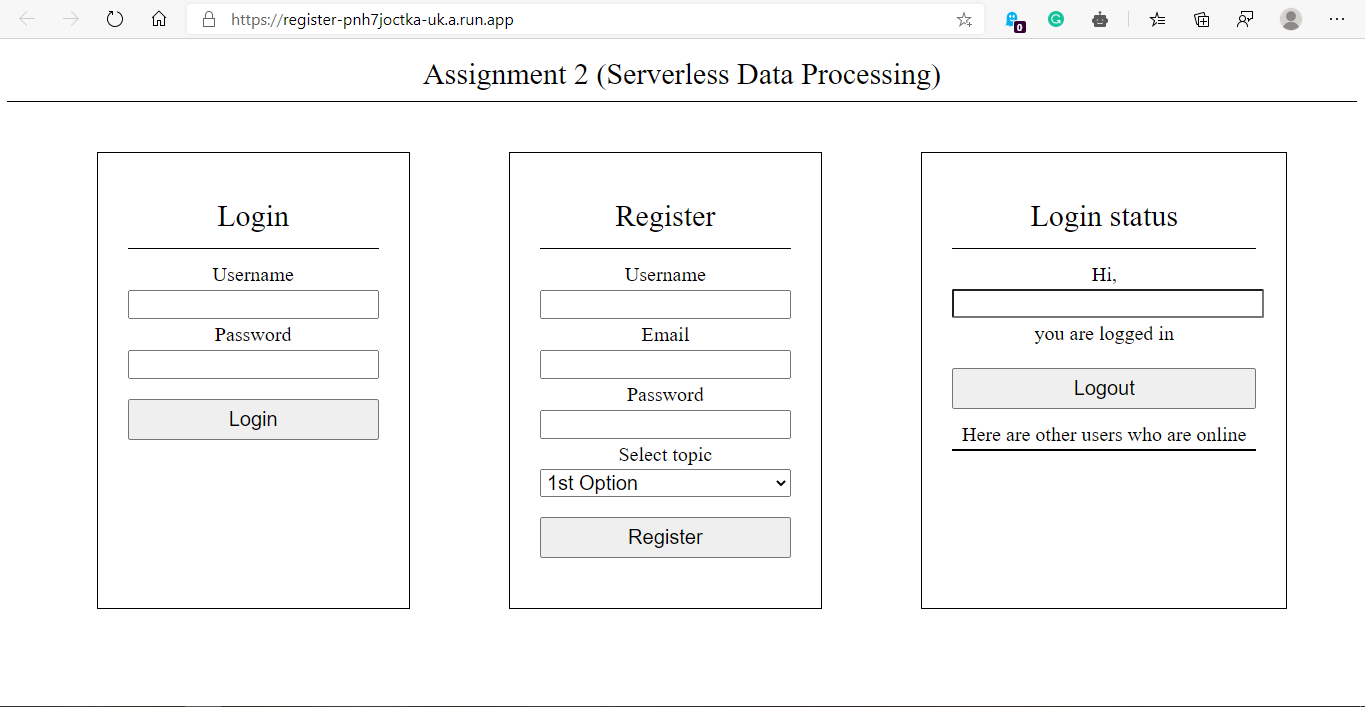 https://register-pnh7joctka-uk.a.run.app
0
Assignment 2 (Serverless Data Processing)
Login
Username
Password
Login
Register
Username
Email
Password
Select topic
1st Option
Register
Login status
Hi,
you are logged in
Logout
Here are other users who are online